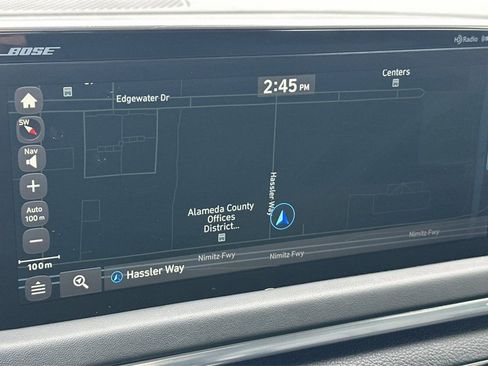 BOSE
HD Radio
Centers
2:45 PM
Edgewater Dr
SW
Nav
Hassler Way
Auto
100 m
Alameda County
Offices
District...
Nimitz Fwy
Nimitz Fwy
Nimitz Fwy
100 m
Hassler Way